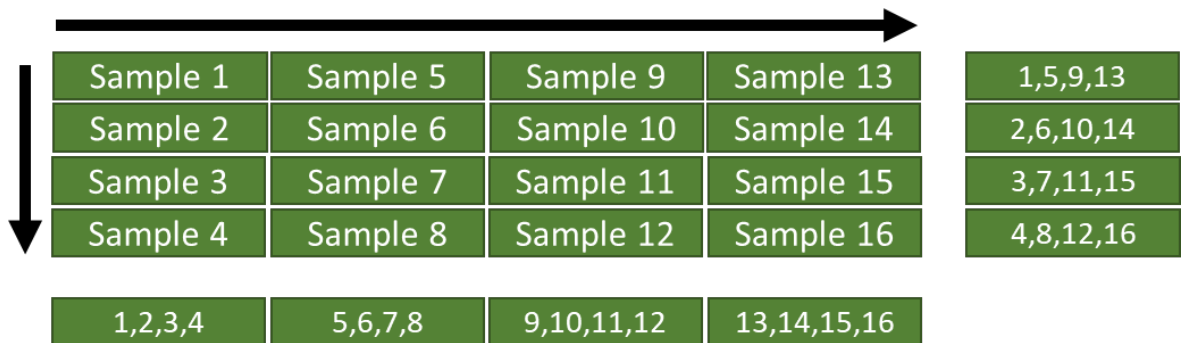 Sample 1 Sample 5 Sample 9 Sample 13 1,5,9,13
Sample 2 Sample 6 Sample 10 Sample 14 2,6,10,14
Sample 3 Sample 7 Sample 11 Sample 15 3,7,11,15
Sample 4 Sample 8 Sample 12 Sample 16 4,8,12,16
1,2,3,4 5,6,7,8 9,10,11,12 13,14,15,16